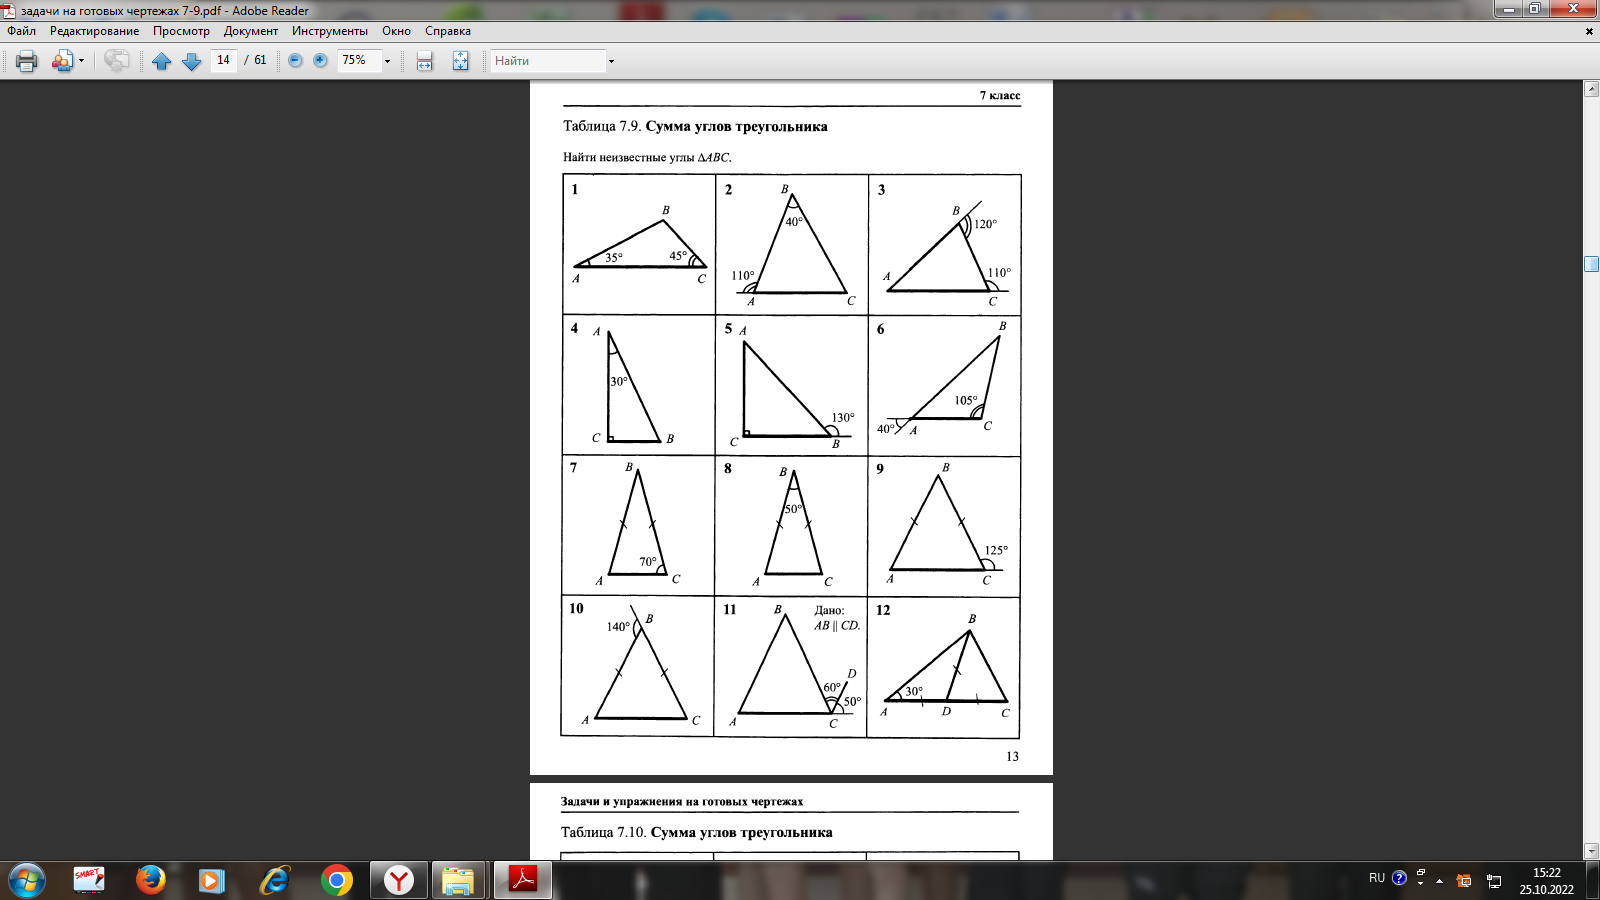 задачи на готовых чертежах 7-9.pdf - Adobe Reader
Файл Редактирование Просмотр Документ Инструменты Окно Справка
14 / 61 75% Найти
7 класс
Таблица 7.9. Сумма углов треугольника
Найти неизвестные углы ΔABC.
1 B 35° 45° A C
2 B 40° 110° A C
3 B 120° A 110° C
4 A 30° C B
5 A 130° C B
6 B 105° 40° A C
7 B 70° A C
8 B 50° A C
9 B 125° A C
10 B 140° A C
11 B Дано:
AB || CD.
D 60° 50° A C
12 B 30° A D C
13
Задачи и упражнения на готовых чертежах
Таблица 7.10. Сумма углов треугольника
SMART
RU 15:22
25.10.2022